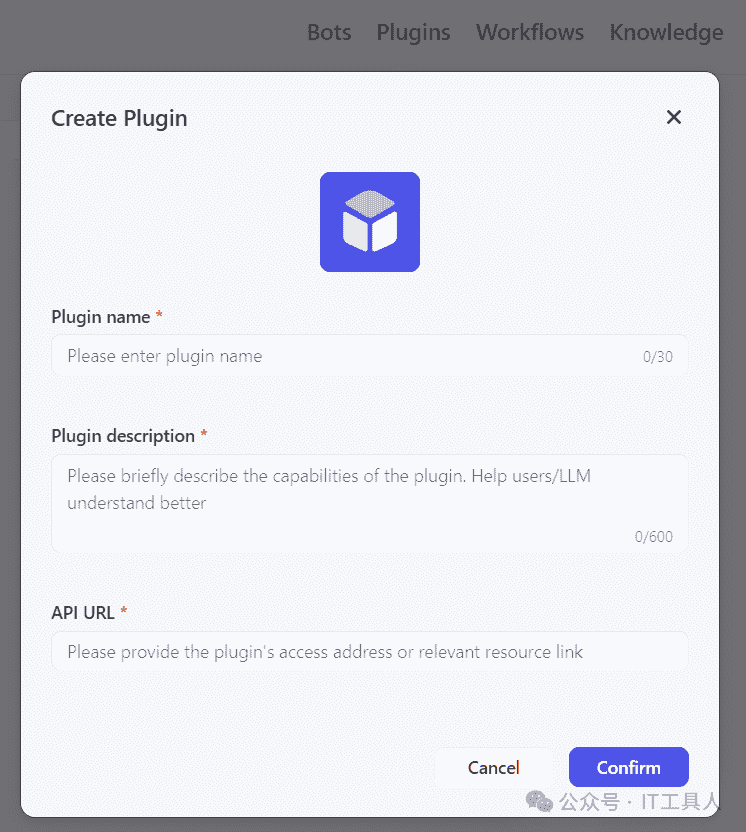 Bots Plugins Workflows Knowledge
Create Plugin
Plugin name *
Please enter plugin name 0/30
Plugin description *
Please briefly describe the capabilities of the plugin. Help users/LLM
understand better
0/600
API URL *
Please provide the plugin's access address or relevant resource link
Cancel Confirm
公众号 · IT工具人